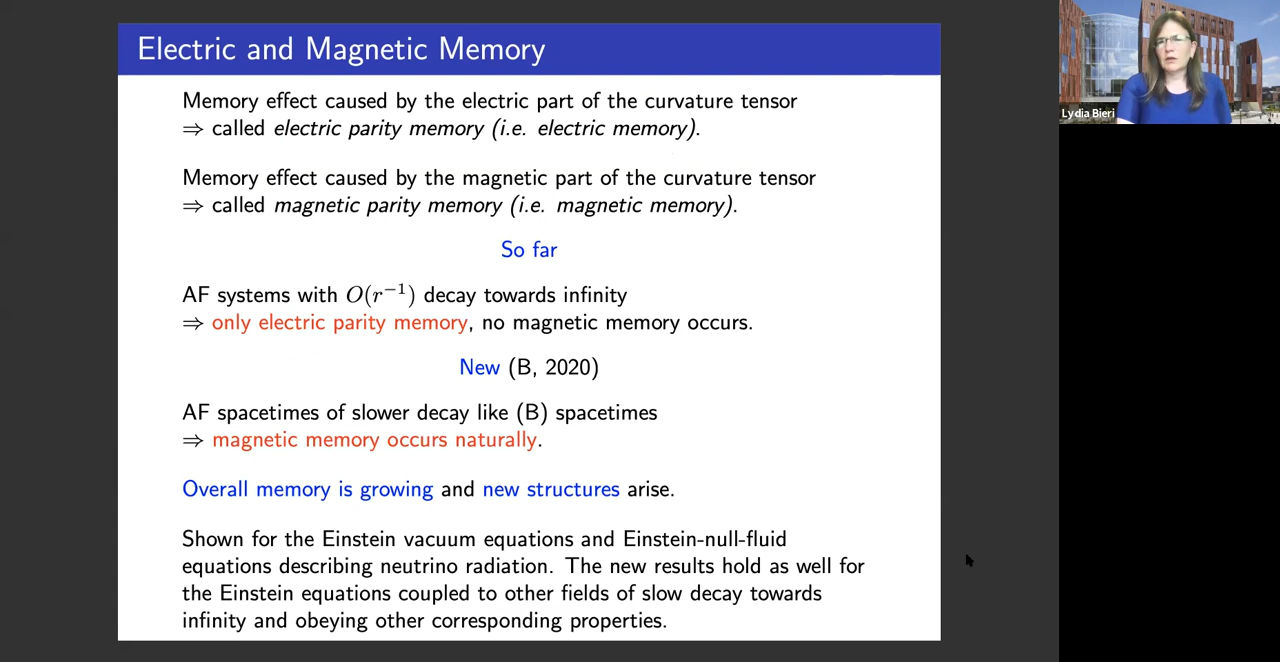 Electric and Magnetic Memory
Memory effect caused by the electric part of the curvature tensor
⇒ called electric parity memory (i.e. electric memory).
Memory effect caused by the magnetic part of the curvature tensor
⇒ called magnetic parity memory (i.e. magnetic memory).
So far
AF systems with O(r⁻¹) decay towards infinity
⇒ only electric parity memory, no magnetic memory occurs.
New (B, 2020)
AF spacetimes of slower decay like (B) spacetimes
⇒ magnetic memory occurs naturally.
Overall memory is growing and new structures arise.
Shown for the Einstein vacuum equations and Einstein-null-fluid
equations describing neutrino radiation. The new results hold as well for
the Einstein equations coupled to other fields of slow decay towards
infinity and obeying other corresponding properties.
Lydia Bieri